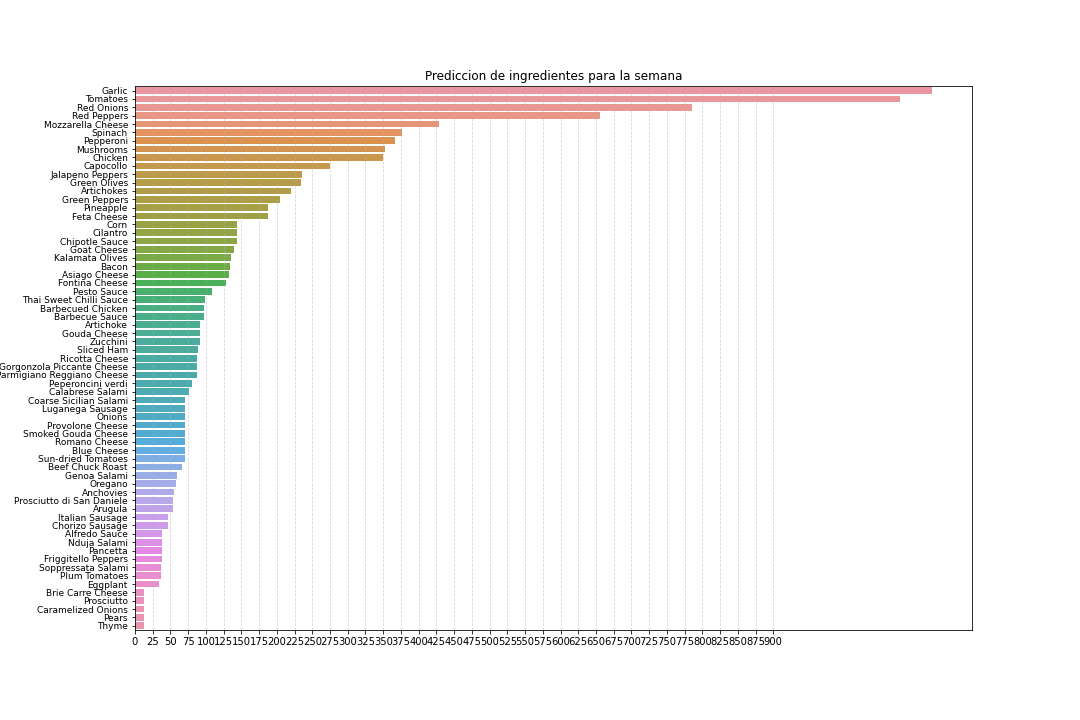 Prediccion de ingredientes para la semana
Garlic
Tomatoes
Red Onions
Red Peppers
Mozzarella Cheese
Spinach
Pepperoni
Mushrooms
Chicken
Capocollo
Jalapeno Peppers
Green Olives
Artichokes
Green Peppers
Pineapple
Feta Cheese
Corn
Cilantro
Chipotle Sauce
Goat Cheese
Kalamata Olives
Bacon
Asiago Cheese
Fontina Cheese
Pesto Sauce
Thai Sweet Chilli Sauce
Barbecued Chicken
Barbecue Sauce
Artichoke
Gouda Cheese
Zucchini
Sliced Ham
Ricotta Cheese
Gorgonzola Piccante Cheese
Parmigiano Reggiano Cheese
Peperoncini verdi
Calabrese Salami
Coarse Sicilian Salami
Luganega Sausage
Onions
Provolone Cheese
Smoked Gouda Cheese
Romano Cheese
Blue Cheese
Sun-dried Tomatoes
Beef Chuck Roast
Genoa Salami
Oregano
Anchovies
Prosciutto di San Daniele
Arugula
Italian Sausage
Chorizo Sausage
Alfredo Sauce
Nduja Salami
Pancetta
Friggitello Peppers
Soppressata Salami
Plum Tomatoes
Eggplant
Brie Carre Cheese
Prosciutto
Caramelized Onions
Pears
Thyme
0 25 50 75 100 125 150 175 200 225 250 275 300 325 350 375 400 425 450 475 500 525 550 575 600 625 650 675 700 725 750 775 800 825 850 875 900